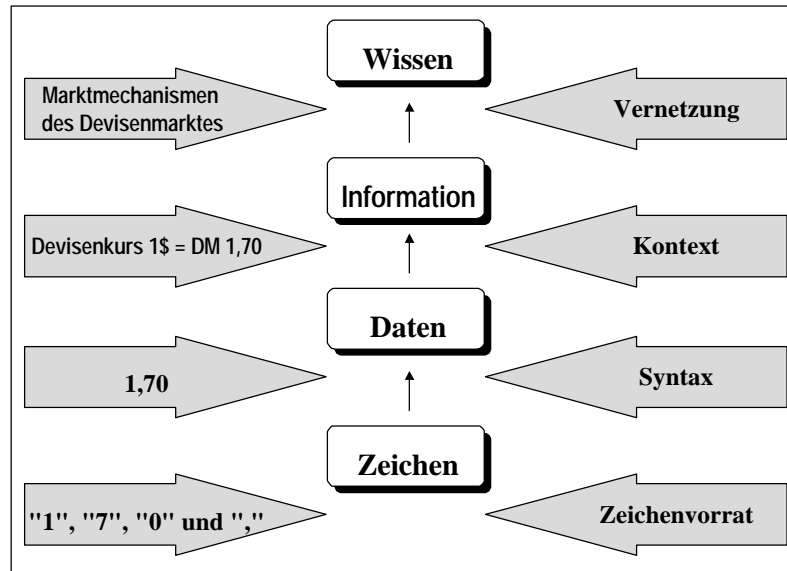 Wissen
Marktmechanismen
des Devisenmarktes
Vernetzung
Information
Devisenkurs 1$ = DM 1,70
Kontext
Daten
1,70
Syntax
Zeichen
"1", "7", "0" und ","
Zeichenvorrat